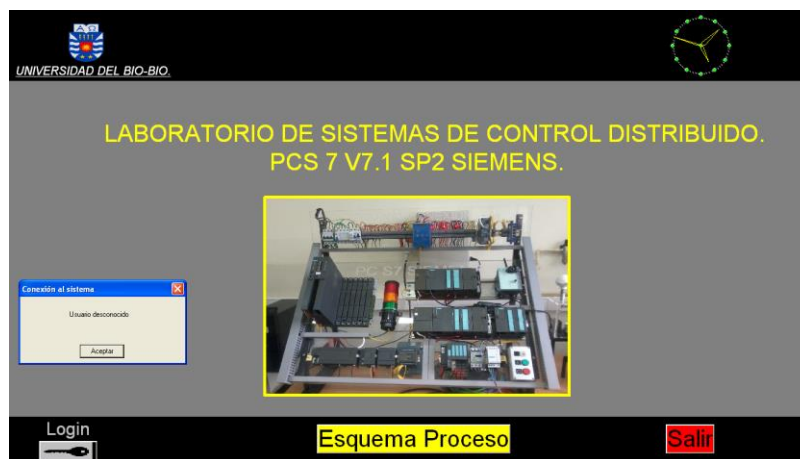 UNIVERSIDAD DEL BIO-BIO.
LABORATORIO DE SISTEMAS DE CONTROL DISTRIBUIDO.
PCS 7 V7.1 SP2 SIEMENS.
Conexión al sistema
Usuario desconocido
Aceptar
Login
Esquema Proceso
Salir